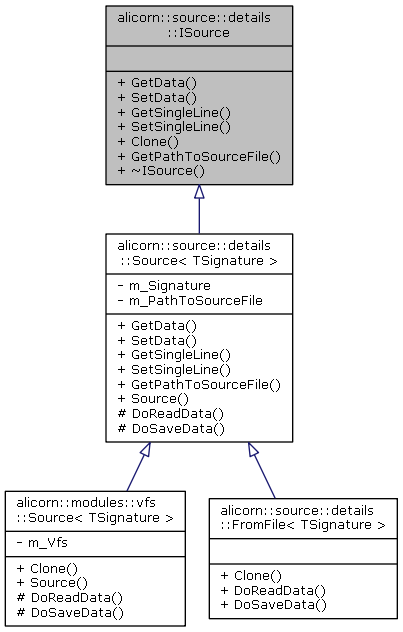 alicorn::source::details
::ISource
+ GetData()
+ SetData()
+ GetSingleLine()
+ SetSingleLine()
+ Clone()
+ GetPathToSourceFile()
+ ~ISource()
alicorn::source::details
::Source< TSignature >
- m_Signature
- m_PathToSourceFile
+ GetData()
+ SetData()
+ GetSingleLine()
+ SetSingleLine()
+ GetPathToSourceFile()
+ Source()
# DoReadData()
# DoSaveData()
alicorn::modules::vfs
::Source< TSignature >
- m_Vfs
+ Clone()
+ Source()
# DoReadData()
# DoSaveData()
alicorn::source::details
::FromFile< TSignature >
+ Clone()
+ DoReadData()
+ DoSaveData()